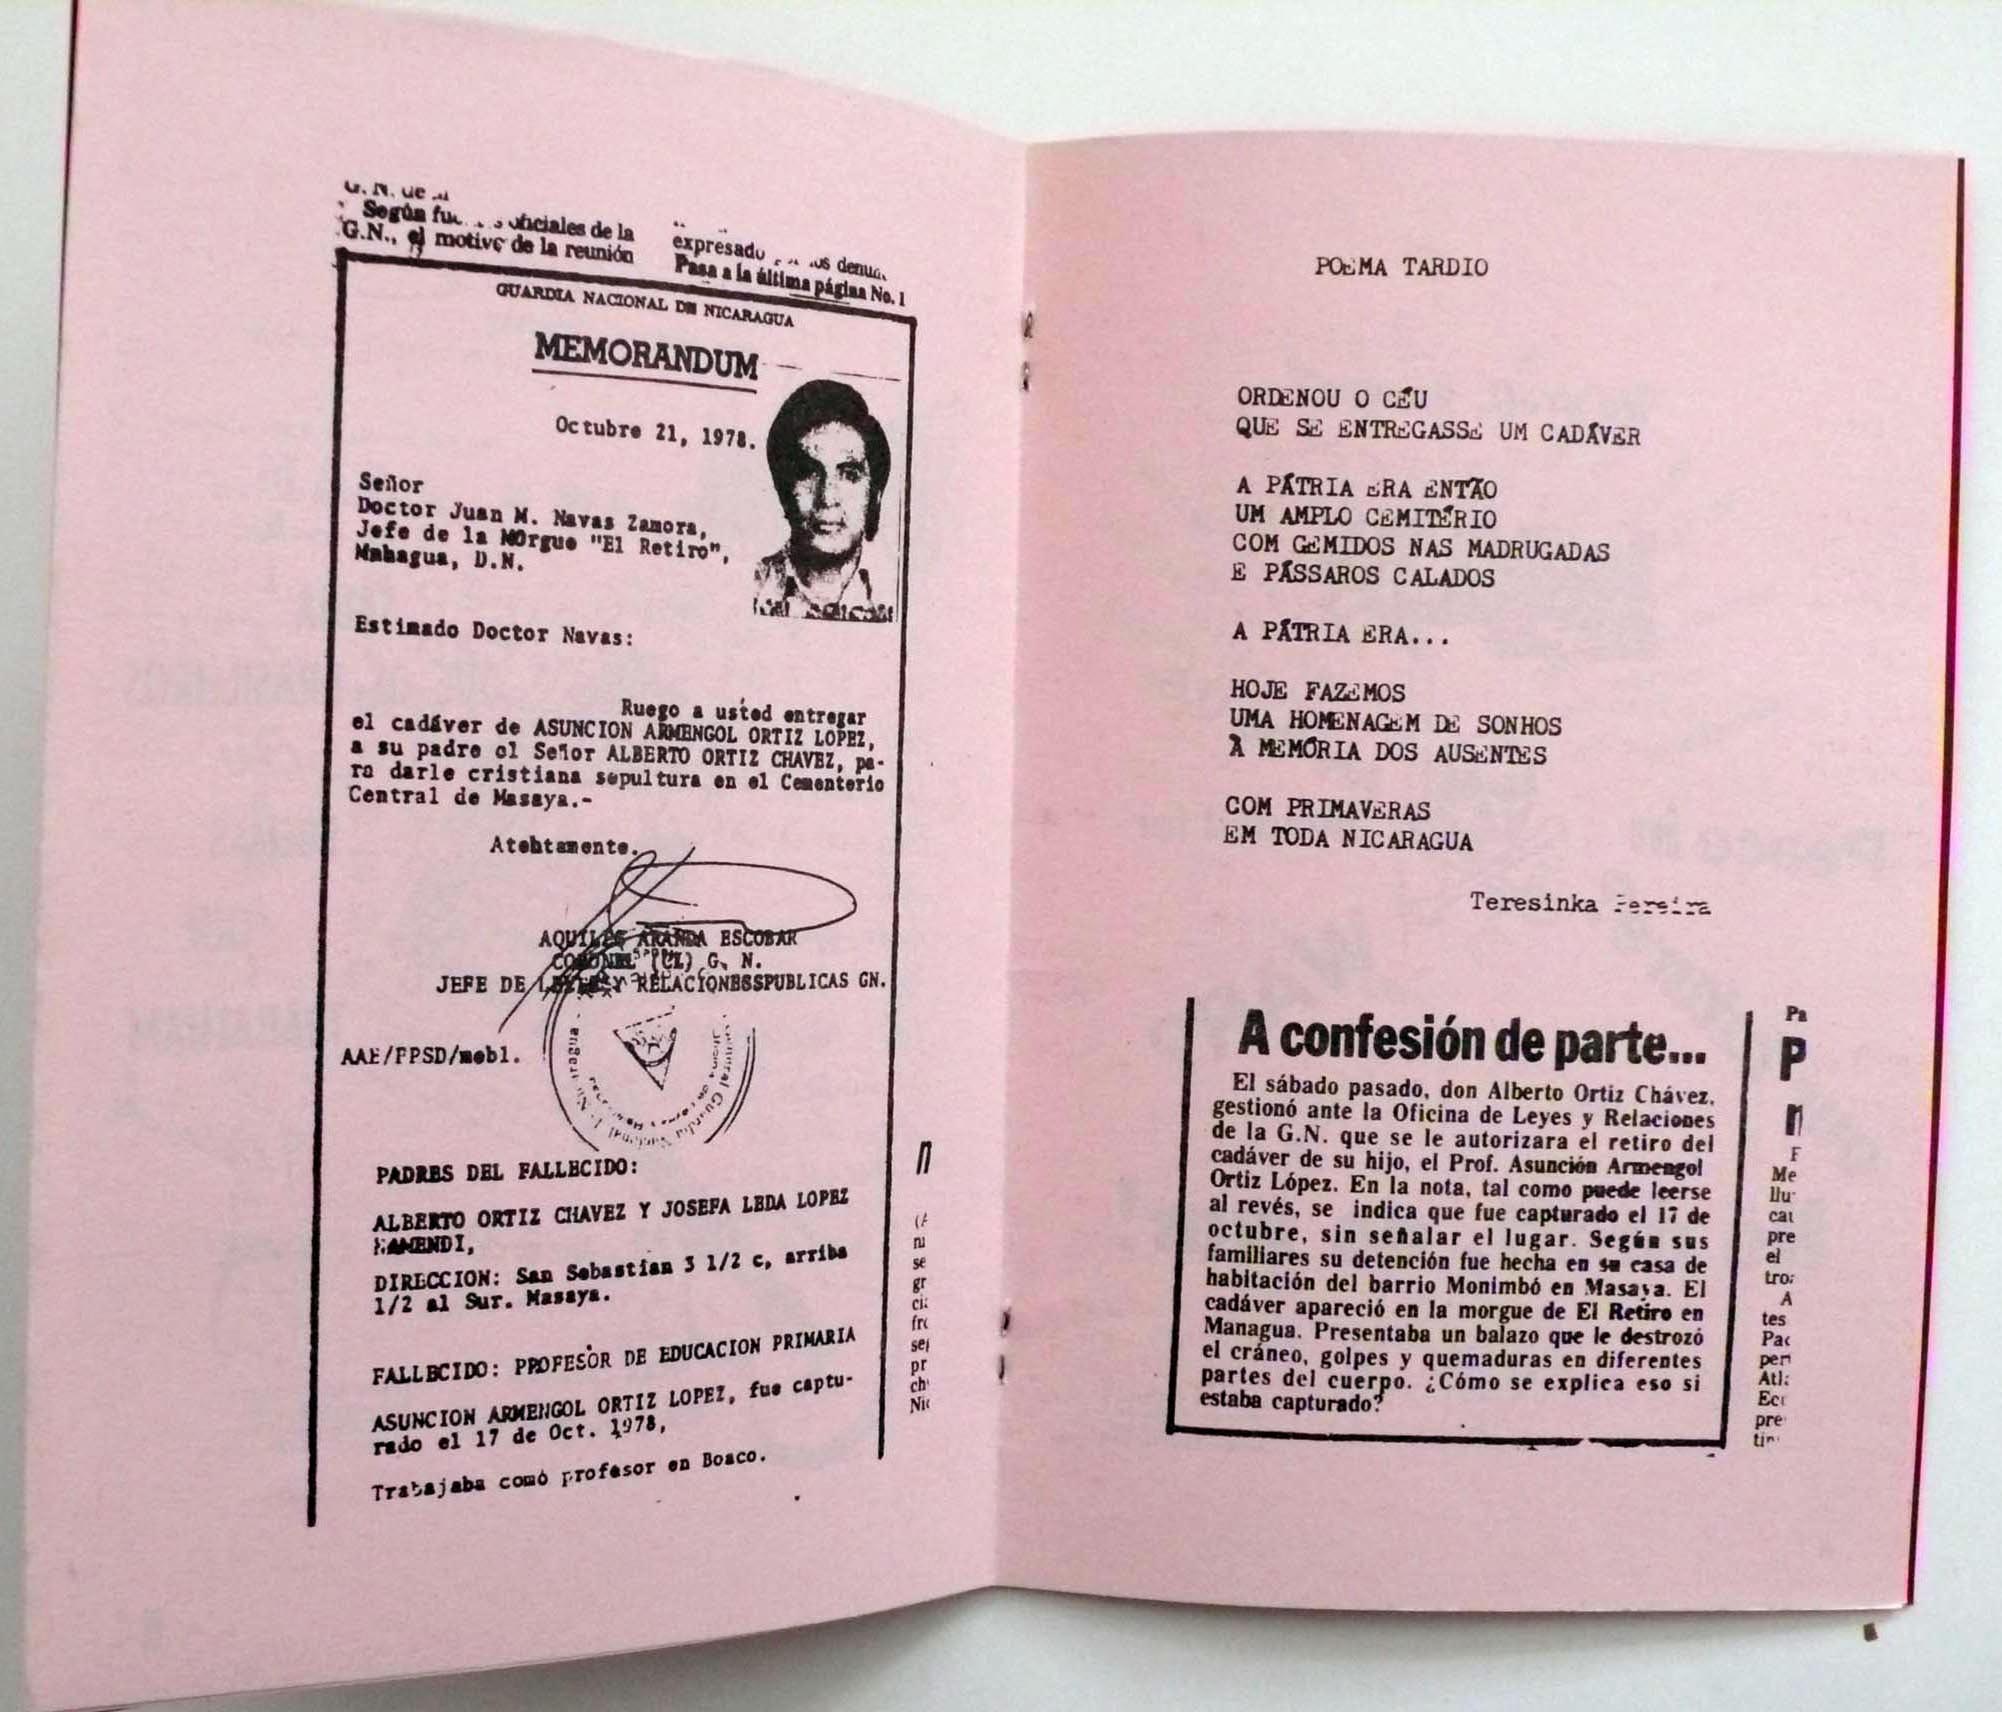 G. N. de
Según oficiales de la
G.N., el motivo de la reunión
expresado
Pasa a la última página No. 1
GUARDIA NACIONAL DE NICARAGUA
MEMORANDUM
Octubre 21, 1978.
Señor
Doctor Juan M. Navas Zamora,
Jefe de la MOrgue "El Retiro",
Mahagua, D.N.
Estimado Doctor Navas:
Ruego a usted entregar
el cadáver de ASUNCION ARMENGOL ORTIZ LOPEZ,
a su padre el Señor ALBERTO ORTIZ CHAVEZ, pa-
ra darle cristiana sepultura en el Cementerio
Central de Masaya.-
Atehtamente.
AQUILES ARANDA ESCOBAR
CORONEL (CL) G. N.
JEFE DE LEYES Y RELACIONESSPUBLICAS GN.
AAE/FPSD/mebl.
PADRES DEL FALLECIDO:
ALBERTO ORTIZ CHAVEZ Y JOSEFA LEDA LOPEZ
NAMENDI,
DIRECCION: San Sebastian 3 1/2 c, arriba
1/2 al Sur. Masaya.
FALLECIDO: PROFESOR DE EDUCACION PRIMARIA
ASUNCION ARMENGOL ORTIZ LOPEZ, fue captu-
rado el 17 de Oct. 1978,
Trabajaba como profesor en Boaco.
POEMA TARDIO
ORDENOU O CÉU
QUE SE ENTREGASSE UM CADÁVER
A PÁTRIA ERA ENTÃO
UM AMPLO CEMITÉRIO
COM GEMIDOS NAS MADRUGADAS
E PÁSSAROS CALADOS
A PÁTRIA ERA...
HOJE FAZEMOS
UMA HOMENAGEM DE SONHOS
À MEMÓRIA DOS AUSENTES
COM PRIMAVERAS
EM TODA NICARAGUA
Teresinka Pereira
A confesión de parte...
El sábado pasado, don Alberto Ortiz Chávez,
gestionó ante la Oficina de Leyes y Relaciones
de la G.N. que se le autorizara el retiro del
cadáver de su hijo, el Prof. Asunción Armengol
Ortiz López. En la nota, tal como puede leerse
al revés, se indica que fue capturado el 17 de
octubre, sin señalar el lugar. Según sus
familiares su detención fue hecha en su casa de
habitación del barrio Monimbó en Masaya. El
cadáver apareció en la morgue de El Retiro en
Managua. Presentaba un balazo que le destrozó
el cráneo, golpes y quemaduras en diferentes
partes del cuerpo. ¿Cómo se explica eso si
estaba capturado?